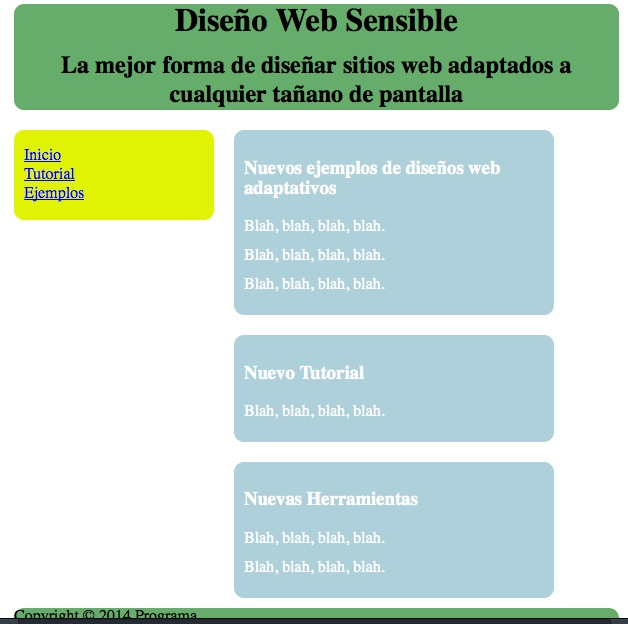 Diseño Web Sensible
La mejor forma de diseñar sitios web adaptados a
cualquier tañano de pantalla
Inicio
Tutorial
Ejemplos
Nuevos ejemplos de diseños web
adaptativos
Blah, blah, blah, blah.
Blah, blah, blah, blah.
Blah, blah, blah, blah.
Nuevo Tutorial
Blah, blah, blah, blah.
Nuevas Herramientas
Blah, blah, blah, blah.
Blah, blah, blah, blah.
Copyright © 2014 Programa